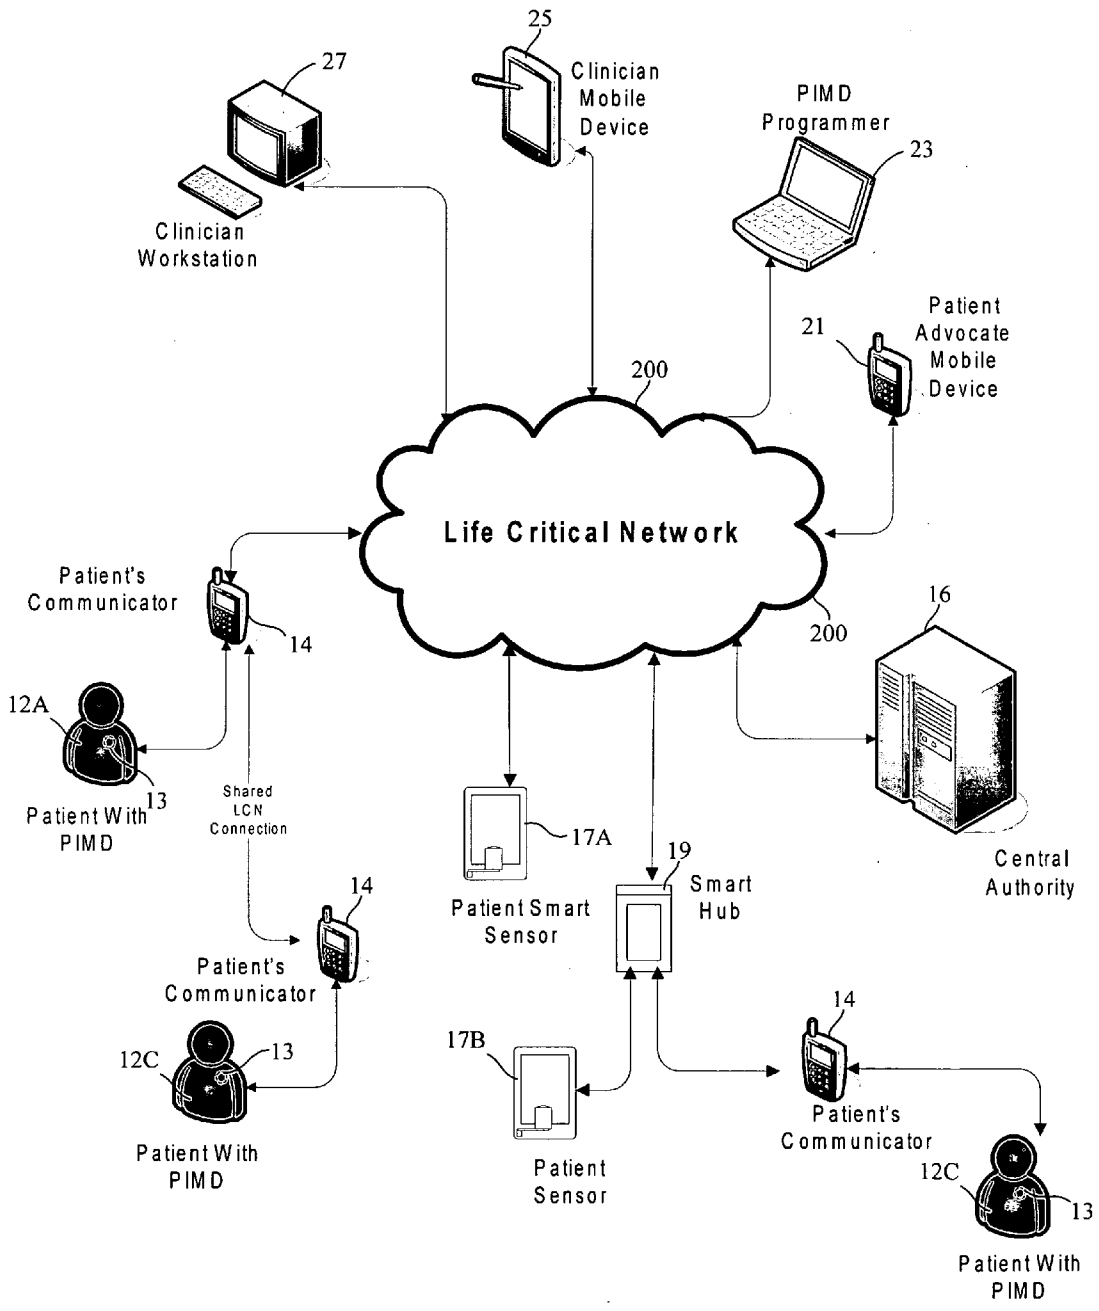 27
25
Clinician
Mobile
Device
PIMD
Programmer
23
Clinician
Workstation
Patient
Advocate
Mobile
Device
21
200
Life Critical Network
Patient's
Communicator
14
200
16
12A
13
Patient With
PIMD
Shared
LCN
Connection
17A
Patient Smart
Sensor
19
Smart
Hub
Central
Authority
14
Patient's
Communicator
12C
13
Patient With
PIMD
17B
Patient
Sensor
14
Patient's
Communicator
12C
13
Patient With
PIMD